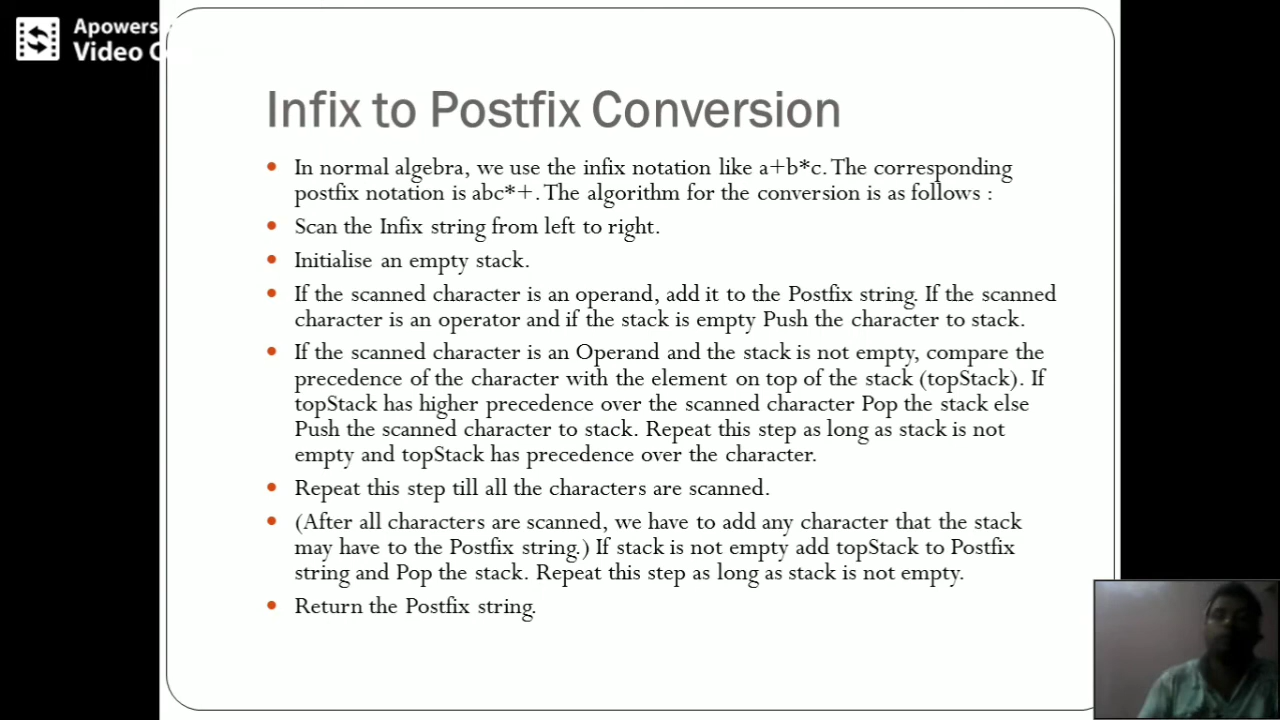 Apowers
Video
Infix to Postfix Conversion
• In normal algebra, we use the infix notation like a+b*c. The corresponding
postfix notation is abc*+. The algorithm for the conversion is as follows :
• Scan the Infix string from left to right.
• Initialise an empty stack.
• If the scanned character is an operand, add it to the Postfix string. If the scanned
character is an operator and if the stack is empty Push the character to stack.
• If the scanned character is an Operand and the stack is not empty, compare the
precedence of the character with the element on top of the stack (topStack). If
topStack has higher precedence over the scanned character Pop the stack else
Push the scanned character to stack. Repeat this step as long as stack is not
empty and topStack has precedence over the character.
• Repeat this step till all the characters are scanned.
• (After all characters are scanned, we have to add any character that the stack
may have to the Postfix string.) If stack is not empty add topStack to Postfix
string and Pop the stack. Repeat this step as long as stack is not empty.
• Return the Postfix string.